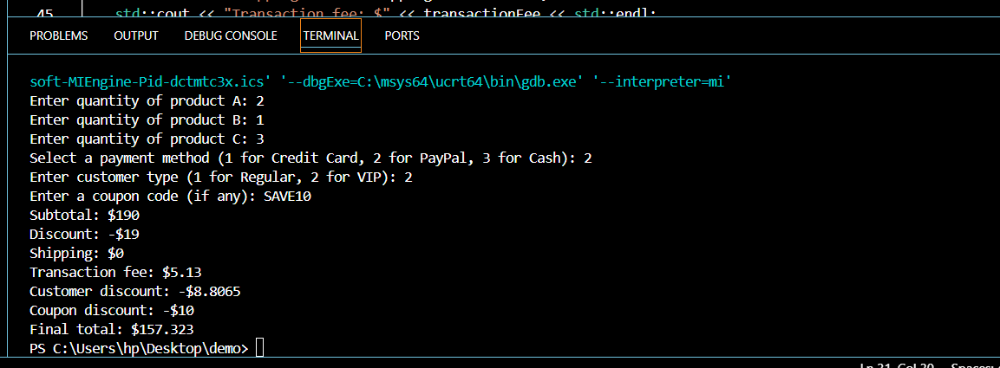 45 std::cout << "Transaction fee: $" << transactionFee << std::endl;
PROBLEMS OUTPUT DEBUG CONSOLE TERMINAL PORTS
soft-MIEngine-Pid-dctmtc3x.ics' '--dbgExe=C:\msys64\ucrt64\bin\gdb.exe' '--interpreter=mi'
Enter quantity of product A: 2
Enter quantity of product B: 1
Enter quantity of product C: 3
Select a payment method (1 for Credit Card, 2 for PayPal, 3 for Cash): 2
Enter customer type (1 for Regular, 2 for VIP): 2
Enter a coupon code (if any): SAVE10
Subtotal: $190
Discount: -$19
Shipping: $0
Transaction fee: $5.13
Customer discount: -$8.8065
Coupon discount: -$10
Final total: $157.323
PS C:\Users\hp\Desktop\demo>